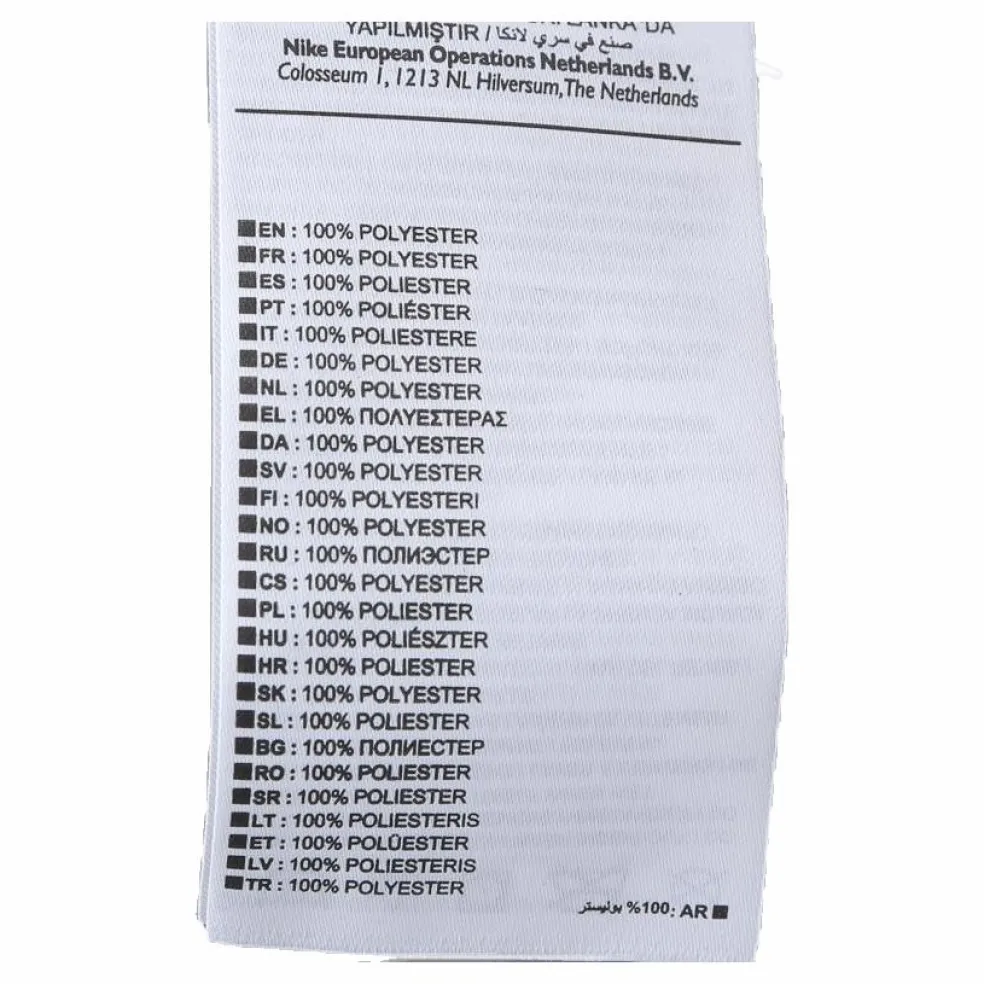 YAPILMIŞTIR / صنع في سري لانكا
Nike European Operations Netherlands B.V.
Colosseum 1, 1213 NL Hilversum, The Netherlands
EN : 100% POLYESTER
FR : 100% POLYESTER
ES : 100% POLIESTER
PT : 100% POLIÉSTER
IT : 100% POLIESTERE
DE : 100% POLYESTER
NL : 100% POLYESTER
EL : 100% ΠΟΛΥΕΣΤΕΡΑΣ
DA : 100% POLYESTER
SV : 100% POLYESTER
FI : 100% POLYESTERI
NO : 100% POLYESTER
RU : 100% ПОЛИЭСТЕР
CS : 100% POLYESTER
PL : 100% POLIESTER
HU : 100% POLIÉSZTER
HR : 100% POLIESTER
SK : 100% POLYESTER
SL : 100% POLIESTER
BG : 100% ПОЛИЕСТЕР
RO : 100% POLIESTER
SR : 100% POLIESTER
LT : 100% POLIESTERIS
ET : 100% POLÜESTER
LV : 100% POLIESTERIS
TR : 100% POLYESTER
AR : 100% بوليستر